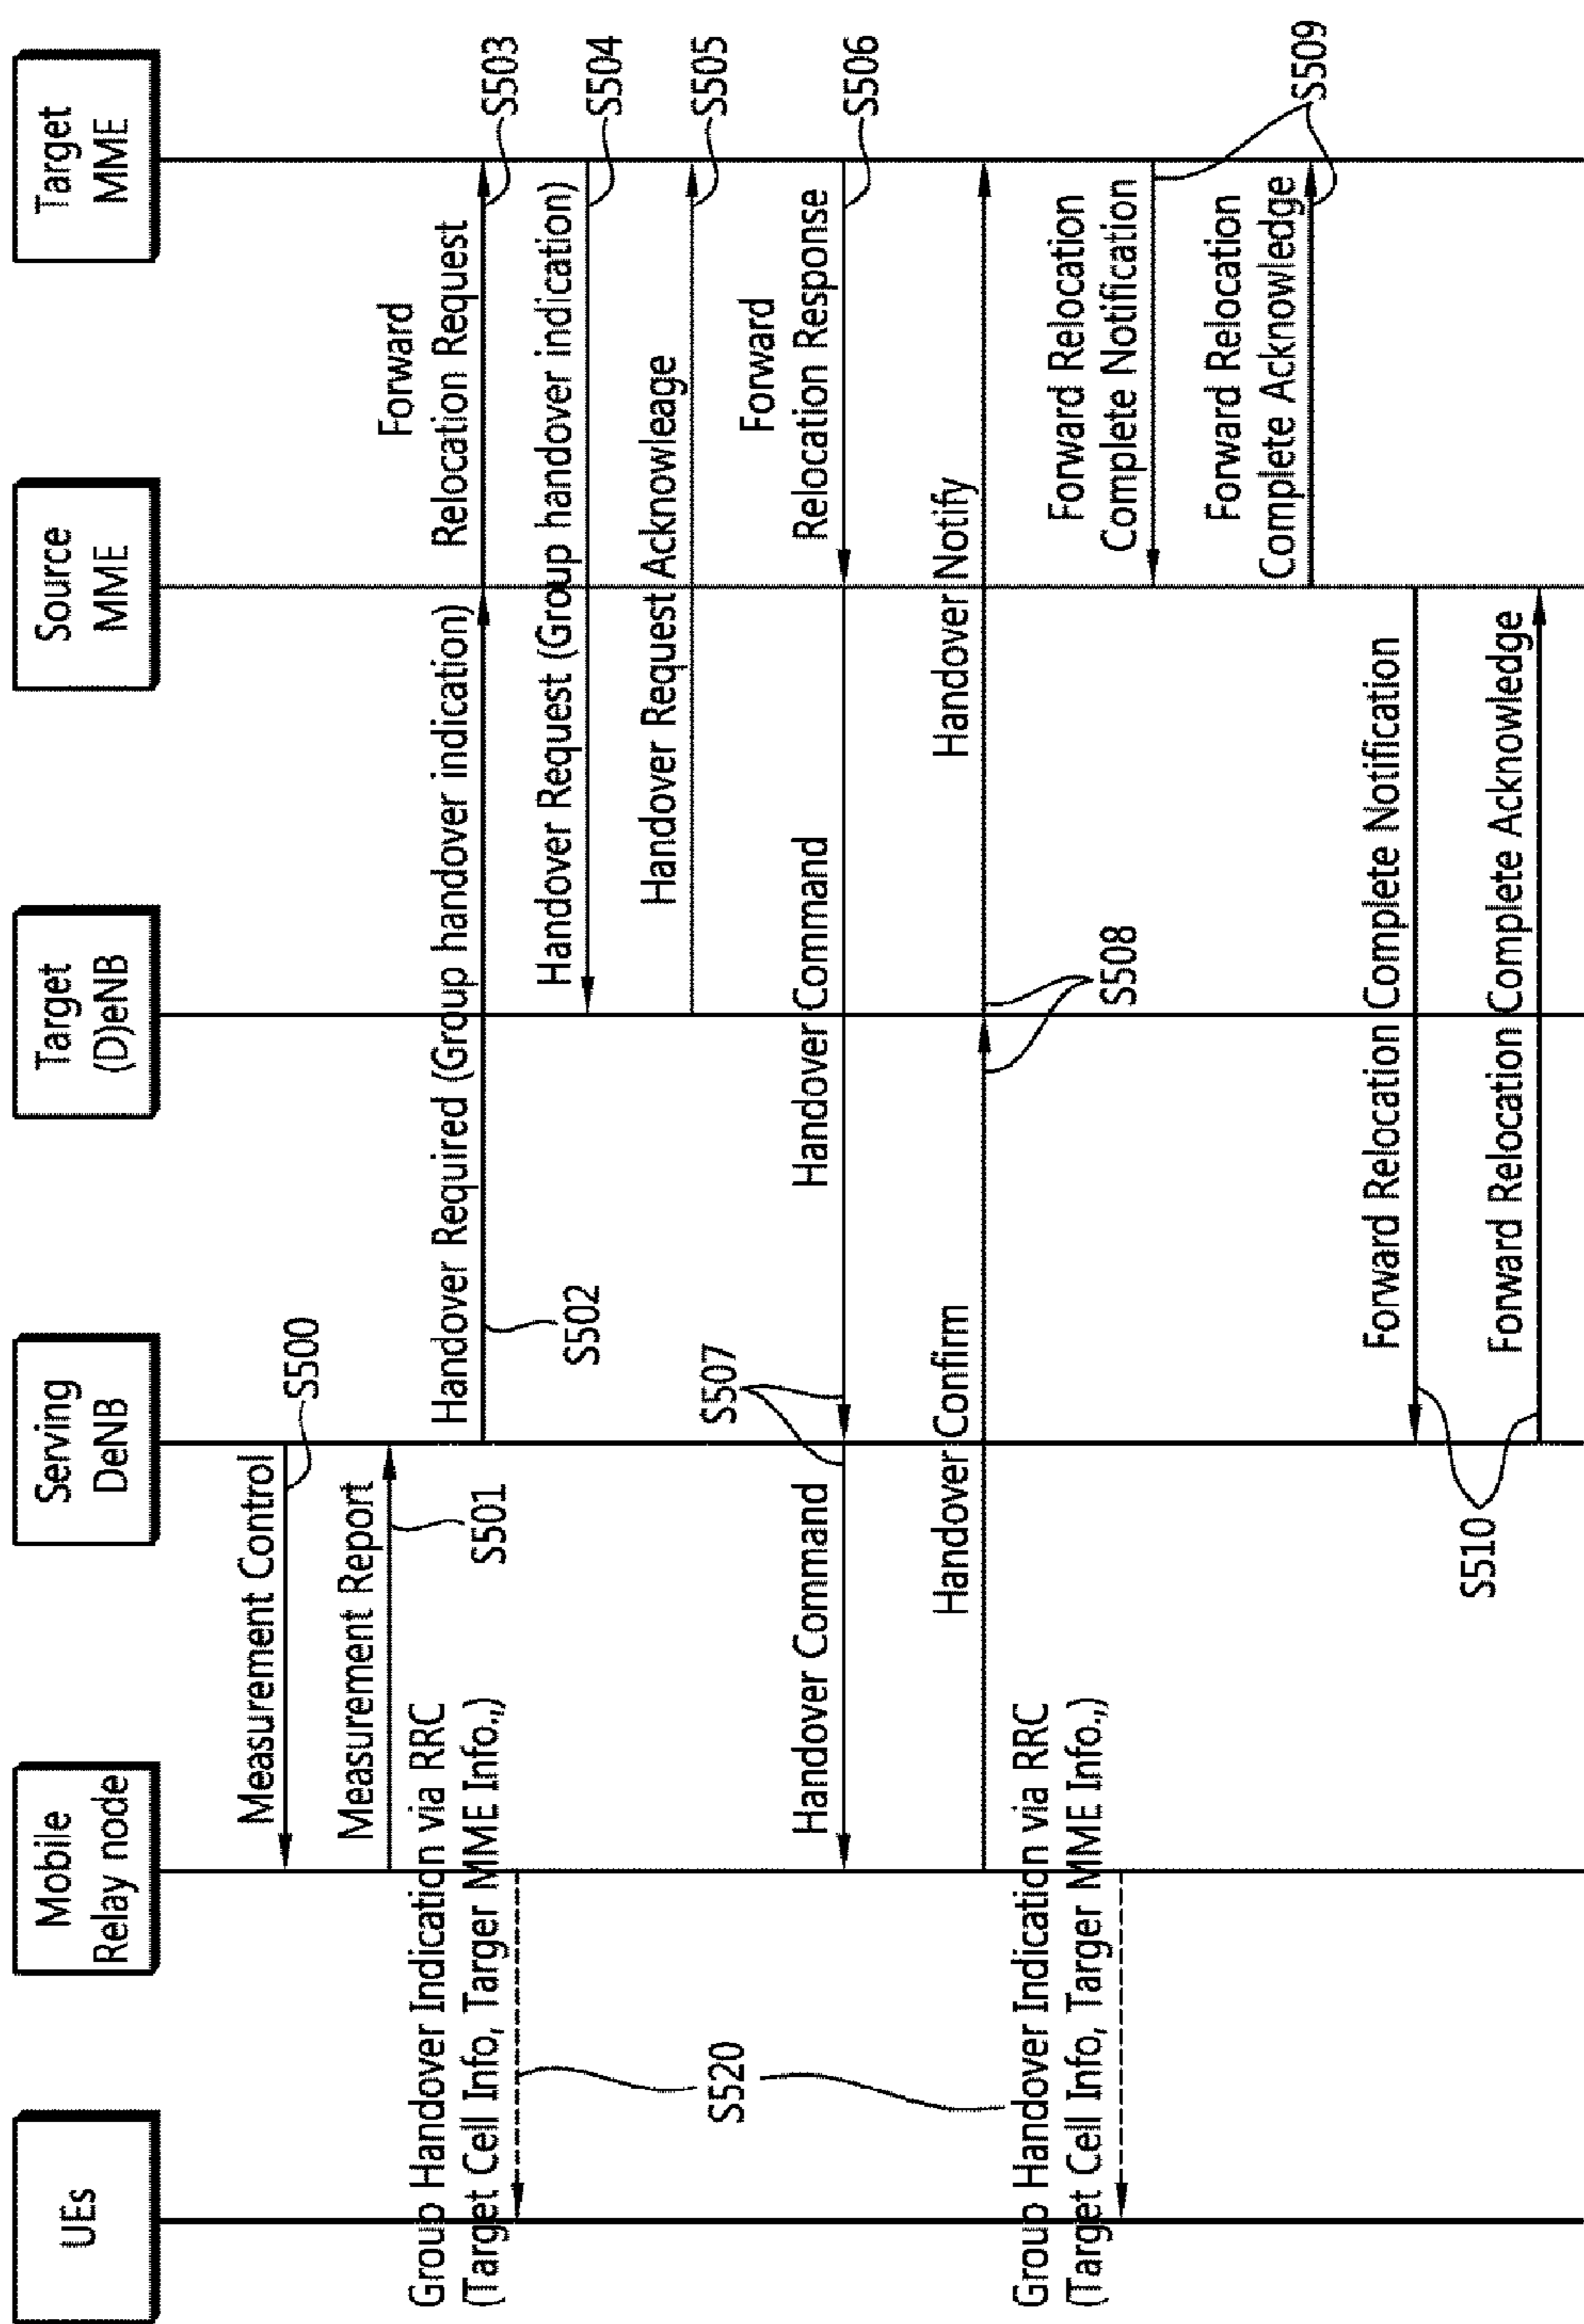 UEs
Mobile
Relay node
Serving
DeNB
Target
(D)eNB
Source
MME
Target
MME
Measurement Control
S500
Measurement Report
S501
Group Handover Indication via RRC
(Target Cell Info, Targer MME Info.,)
Handover Required (Group handover indication)
S502
Forward
Relocation Request
S503
Handover Request (Group handover indication)
S504
Handover Request Acknowleage
S505
S520
S507
Handover Command
Handover Command
Forward
Relocation Response
S506
Handover Confirm
Handover Notify
S508
Group Handover Indication via RRC
(Target Cell Info, Targer MME Info.,)
Forward Relocation
Complete Notification
Forward Relocation
Complete Acknowledge
S509
Forward Relocation Complete Notification
Forward Relocation Complete Acknowledge
S510